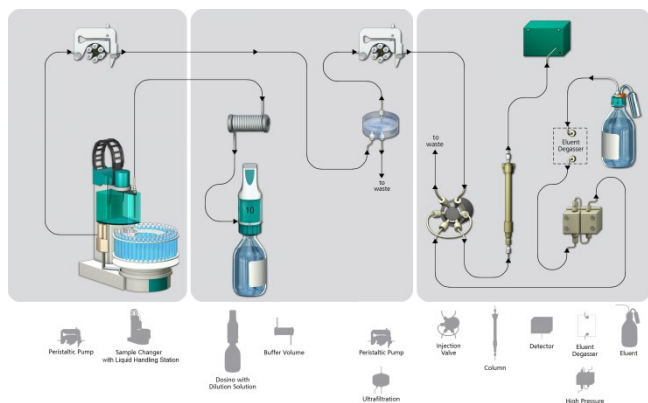 to
waste
Eluent
Degasser
10
to
waste
Peristaltic Pump
Sample Changer
with Liquid Handling Station
Dosino with
Dilution Solution
Buffer Volume
Peristaltic Pump
Ultrafiltration
Injection
Valve
Column
Detector
Eluent
Degasser
Eluent
High Pressure